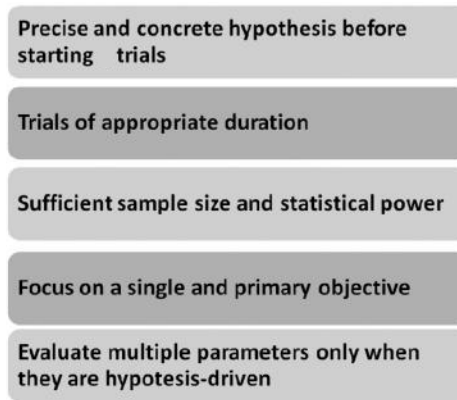 Precise and concrete hypothesis before
starting trials
Trials of appropriate duration
Sufficient sample size and statistical power
Focus on a single and primary objective
Evaluate multiple parameters only when
they are hypotesis-driven